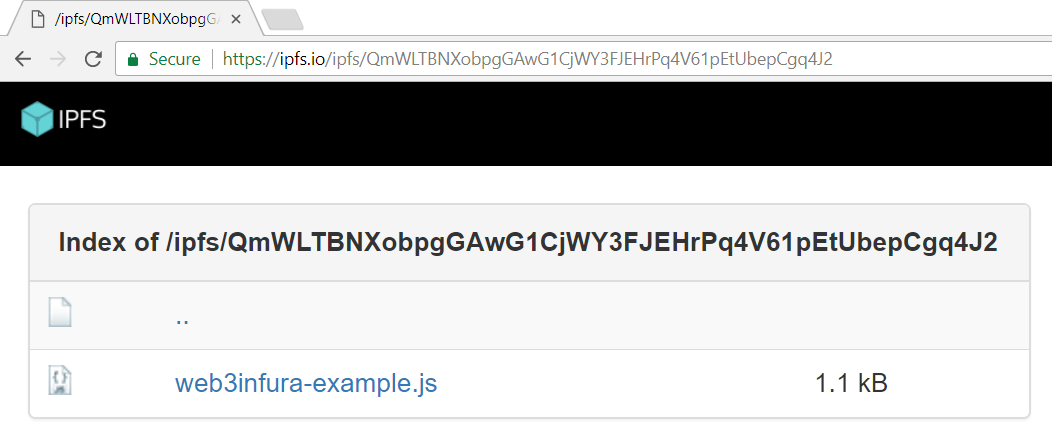 /ipfs/QmWLTBNXobpgG
Secure https://ipfs.io/ipfs/QmWLTBNXobpgGAwG1CjWY3FJEHrPq4V61pEtUbepCgq4J2
IPFS
Index of /ipfs/QmWLTBNXobpgGAwG1CjWY3FJEHrPq4V61pEtUbepCgq4J2
..
web3infura-example.js 1.1 kB